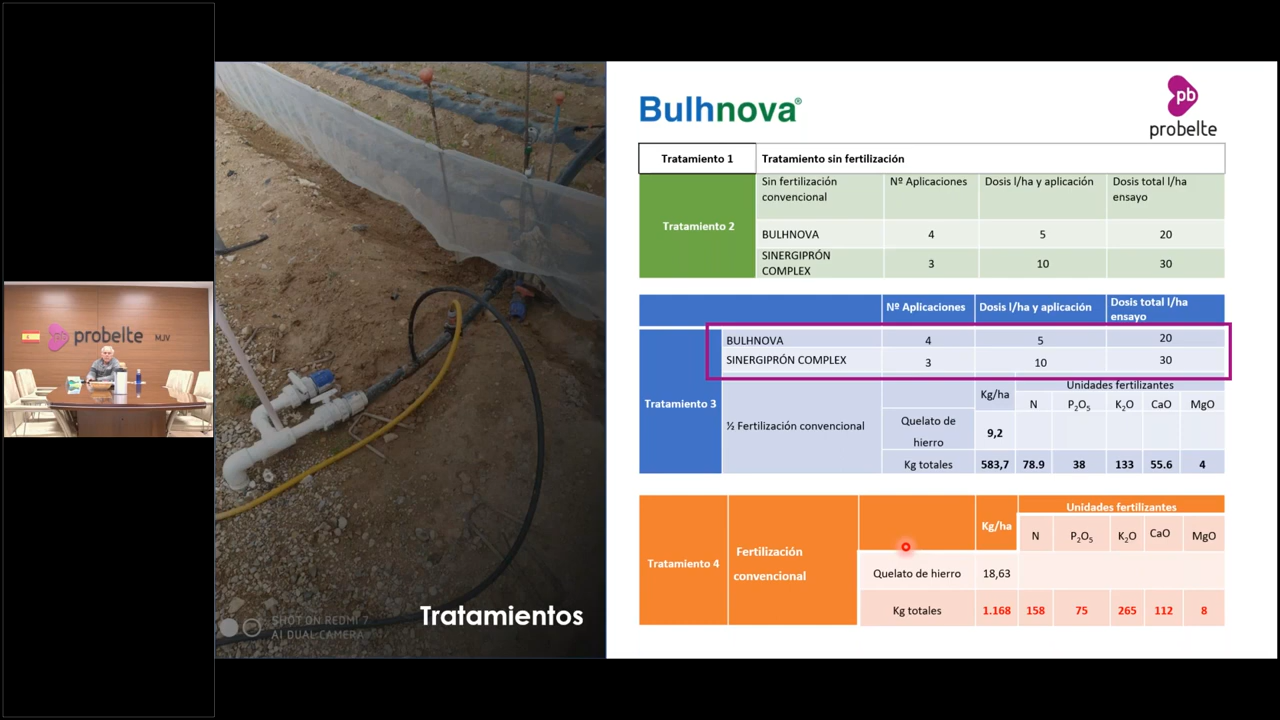 probelte MJV
SHOT ON REDMI 7
AI DUAL CAMERA
Tratamientos
Bulhnova®
pb
probelte
Tratamiento 1 Tratamiento sin fertilización
Tratamiento 2
Sin fertilización convencional Nº Aplicaciones Dosis l/ha y aplicación Dosis total l/ha ensayo
BULHNOVA 4 5 20
SINERGIPRÓN COMPLEX 3 10 30
Nº Aplicaciones Dosis l/ha y aplicación Dosis total l/ha ensayo
Tratamiento 3
BULHNOVA 4 5 20
SINERGIPRÓN COMPLEX 3 10 30
½ Fertilización convencional
Kg/ha Unidades fertilizantes
N P₂O₅ K₂O CaO MgO
Quelato de hierro 9,2
Kg totales 583,7 78.9 38 133 55.6 4
Tratamiento 4
Fertilización convencional
Kg/ha Unidades fertilizantes
N P₂O₅ K₂O CaO MgO
Quelato de hierro 18,63
Kg totales 1.168 158 75 265 112 8